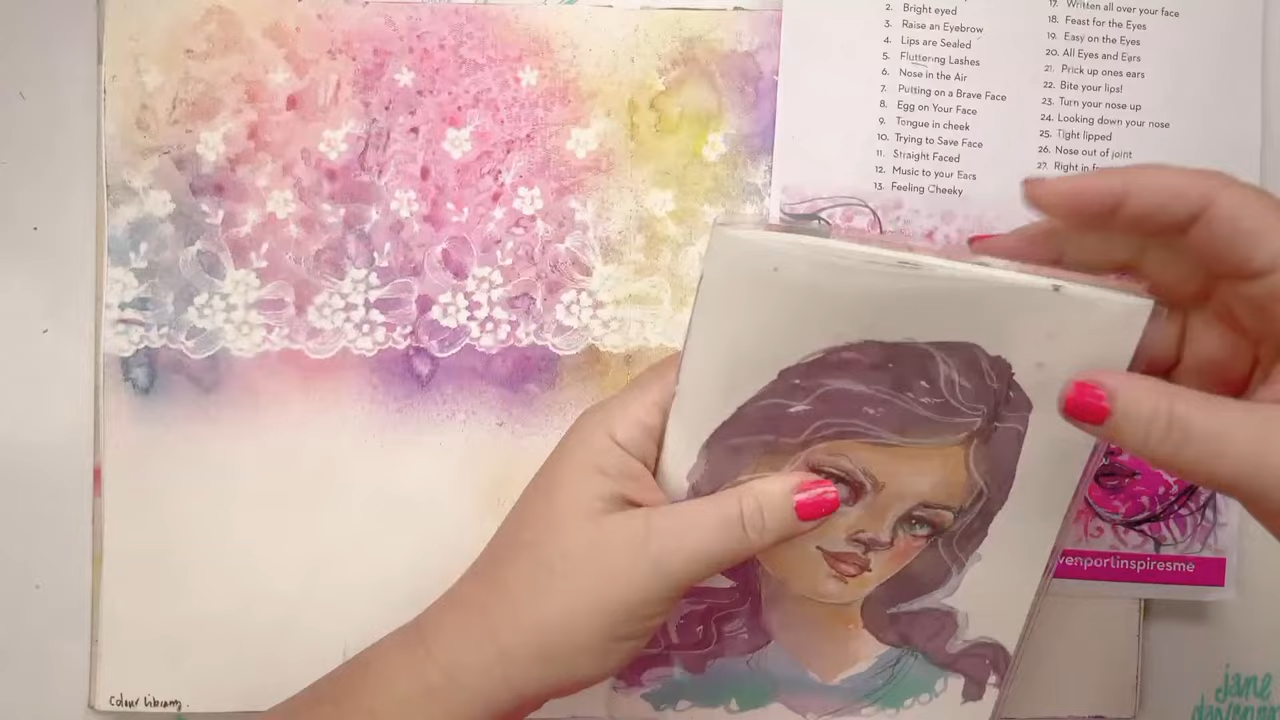 2. Bright eyed
3. Raise an Eyebrow
4. Lips are Sealed
5. Fluttering Lashes
6. Nose in the Air
7. Putting on a Brave Face
8. Egg on Your Face
9. Tongue in cheek
10. Trying to Save Face
11. Straight Faced
12. Music to your Ears
13. Feeling Cheeky
17. Written all over your face
18. Feast for the Eyes
19. Easy on the Eyes
20. All Eyes and Ears
21. Prick up ones ears
22. Bite your lips!
23. Turn your nose up
24. Looking down your nose
25. Tight lipped
26. Nose out of joint
27. Right in
venportinspiresme
Colour Library.
jane